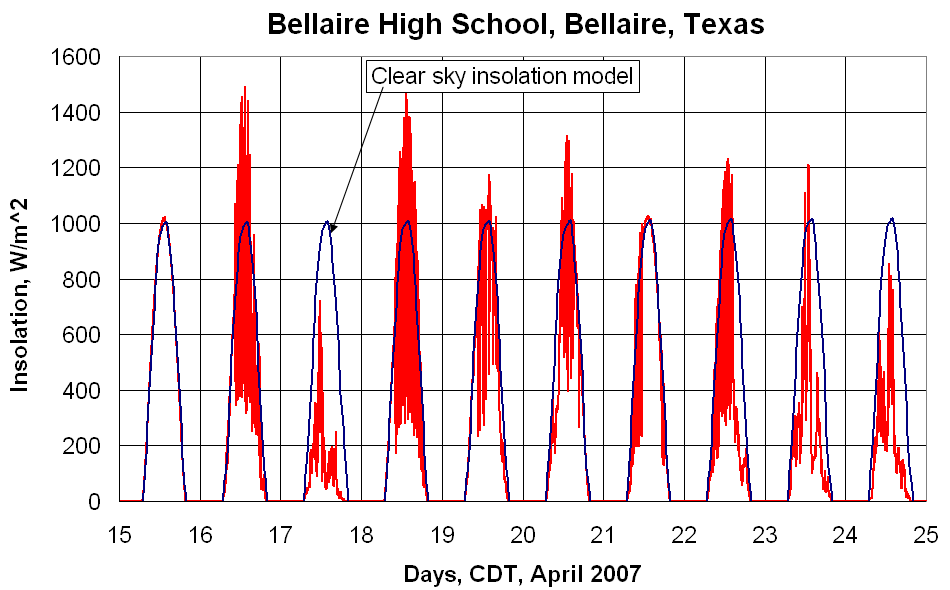 Bellaire High School, Bellaire, Texas
Clear sky insolation model
Insolation, W/m^2
1600
1400
1200
1000
800
600
400
200
0
15 16 17 18 19 20 21 22 23 24 25
Days, CDT, April 2007